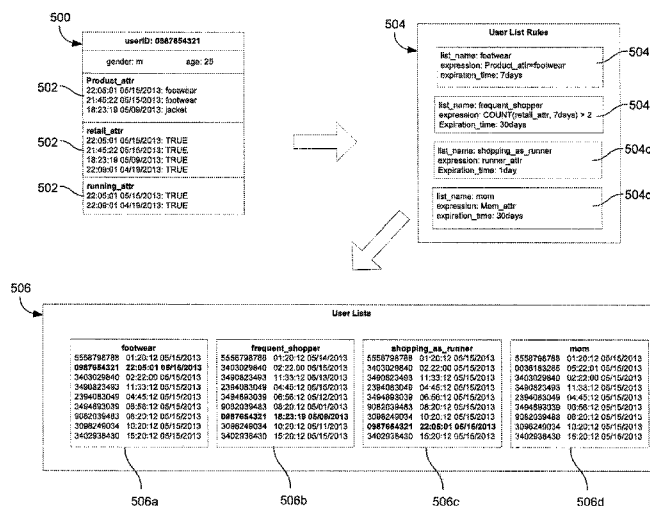 500
userID: 0987654321
gender: m age: 25
502
Product_attr
22:05:01 05/15/2013: footwear
21:45:22 05/15/2013: footwear
18:23:19 05/09/2013: jacket
502
retail_attr
22:05:01 05/15/2013: TRUE
21:45:22 05/15/2013: TRUE
18:23:19 05/09/2013: TRUE
22:09:01 04/19/2013: TRUE
502
running_attr
22:05:01 05/15/2013: TRUE
22:09:01 04/19/2013: TRUE
504
User List Rules
list_name: footwear
expression: Product_attr=footwear
expiration_time: 7days
504
list_name: frequent_shopper
expression: COUNT(retail_attr, 7days) > 2
Expiration_time: 30days
504
list_name: shopping_as_runner
expression: runner_attr
Expiration_time: 1day
504c
list_name: mom
expression: Mom_attr
expiration_time: 30days
504d
506
User Lists
footwear
5558798788 01:20:12 05/15/2013
0987654321 22:05:01 05/15/2013
3403029840 02:22:00 05/15/2013
3490823493 11:33:12 05/13/2013
2394083049 04:45:12 05/15/2013
3494893039 06:56:12 05/15/2013
9082039483 08:20:12 05/15/2013
3098249034 10:20:12 05/15/2013
3402938430 15:20:12 05/15/2013
506a
frequent_shopper
5558798788 01:20:12 05/14/2013
3403029840 02:22:00 05/15/2013
3490823493 11:33:12 05/13/2013
2394083049 04:45:12 05/15/2013
3494893039 06:56:12 05/12/2013
9082039483 08:20:12 05/01/2013
0987654321 18:23:19 05/09/2013
3098249034 10:20:12 05/11/2013
3402938430 15:20:12 05/15/2013
506b
shopping_as_runner
5558798788 01:20:12 05/15/2013
3403029840 02:22:00 05/15/2013
3490823493 11:33:12 05/15/2013
2394083049 04:45:12 05/15/2013
3494893039 06:56:12 05/15/2013
9082039483 08:20:12 05/15/2013
3098249034 10:20:12 05/15/2013
0987654321 22:05:01 05/15/2013
3402938430 15:20:12 05/15/2013
506c
mom
5558798788 01:20:12 05/15/2013
05:22:01 05/15/2013
3403029840 02:22:00 05/15/2013
3490823493 11:33:12 05/15/2013
2394083049 04:45:12 05/15/2013
3494893039 06:56:12 05/15/2013
9082039483 08:20:12 05/15/2013
3098249034 10:20:12 05/15/2013
3402938430 15:20:12 05/15/2013
506d